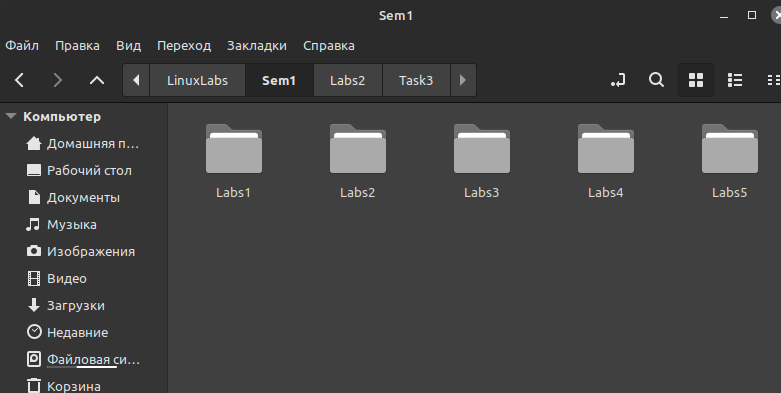 Sem1
Файл Правка Вид Переход Закладки Справка
LinuxLabs Sem1 Labs2 Task3
Компьютер
Домашняя п...
Рабочий стол
Документы
Музыка
Изображения
Видео
Загрузки
Недавние
Файловая си...
Корзина
Labs1 Labs2 Labs3 Labs4 Labs5